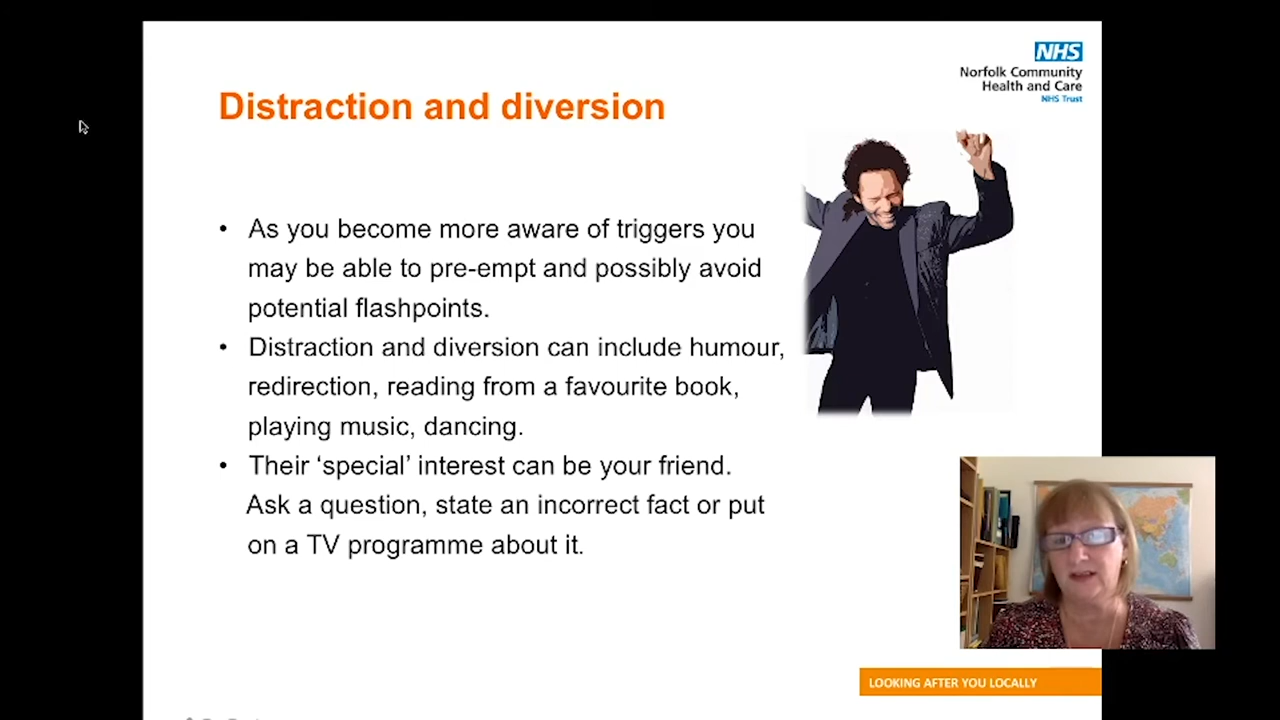 NHS
Norfolk Community
Health and Care
NHS Trust
Distraction and diversion
• As you become more aware of triggers you
may be able to pre-empt and possibly avoid
potential flashpoints.
• Distraction and diversion can include humour,
redirection, reading from a favourite book,
playing music, dancing.
• Their ‘special’ interest can be your friend.
Ask a question, state an incorrect fact or put
on a TV programme about it.
LOOKING AFTER YOU LOCALLY